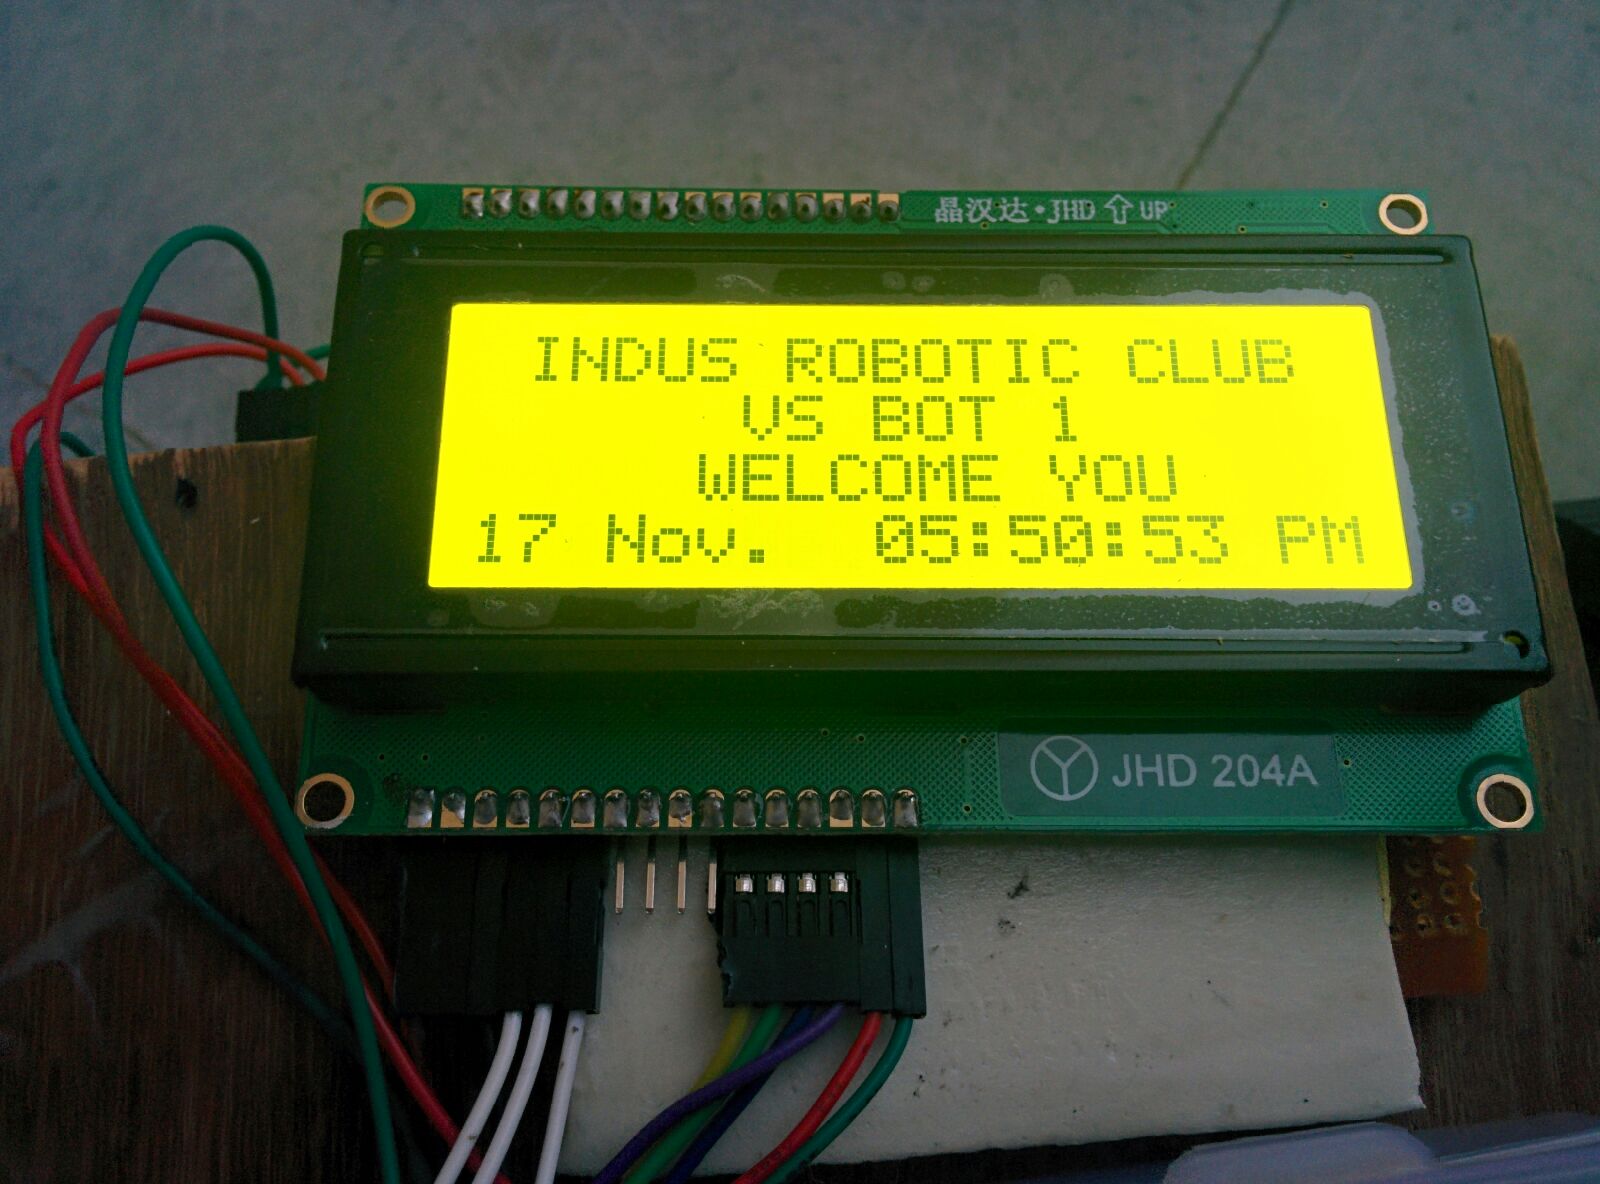 晶汉达·JHD ⇧ UP
INDUS ROBOTIC CLUB
VS BOT 1
WELCOME YOU
17 Nov. 05:50:53 PM
JHD 204A